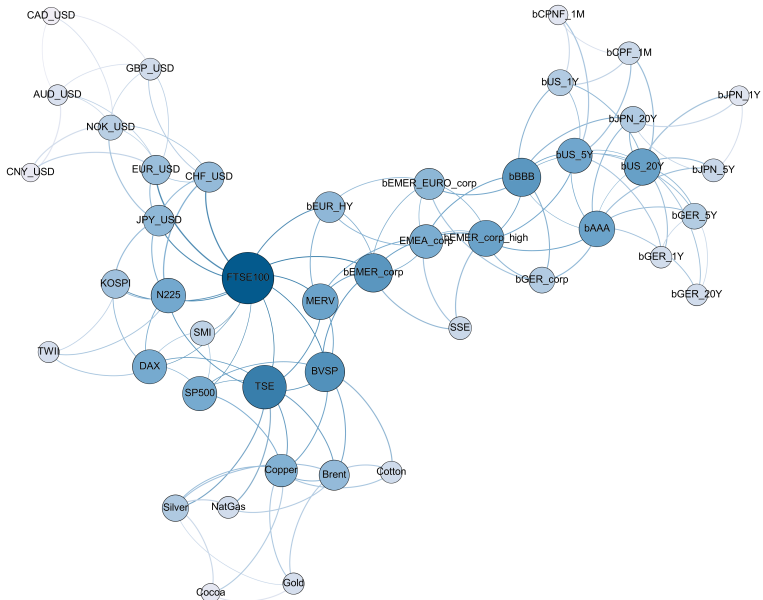 CAD_USD
bCPNF_1M
bCPF_1M
GBP_USD
bUS_1Y
AUD_USD
bJPN_1Y
bJPN_20Y
NOK_USD
bUS_5Y
bUS_20Y
CNY_USD
EUR_USD
CHF_USD
bEMER_EURO_corp
bBBB
bJPN_5Y
bEUR_HY
JPY_USD
bGER_5Y
bAAA
EMEA_corp
bEMER_corp_high
bGER_1Y
bEMER_corp
FTSE100
bGER_corp
KOSPI
N225
bGER_20Y
MERV
SMI
SSE
TWII
DAX
BVSP
SP500
TSE
Copper
Brent
Cotton
Silver
NatGas
Gold
Cocoa